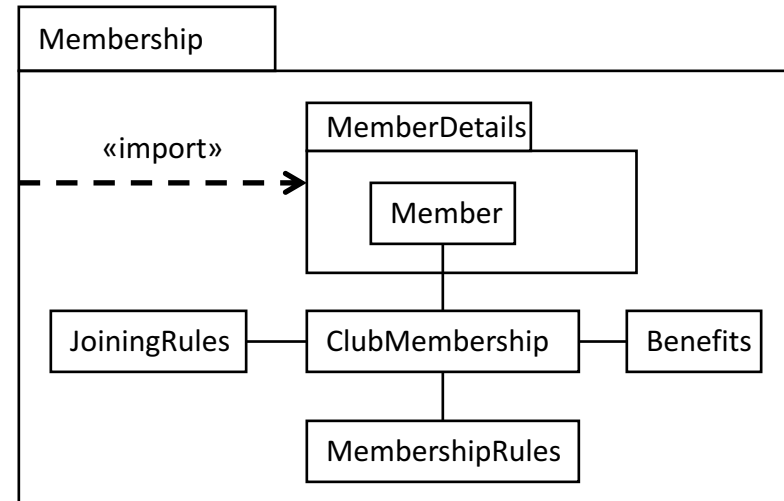 Membership
MemberDetails
«import»
Member
JoiningRules
ClubMembership
Benefits
MembershipRules